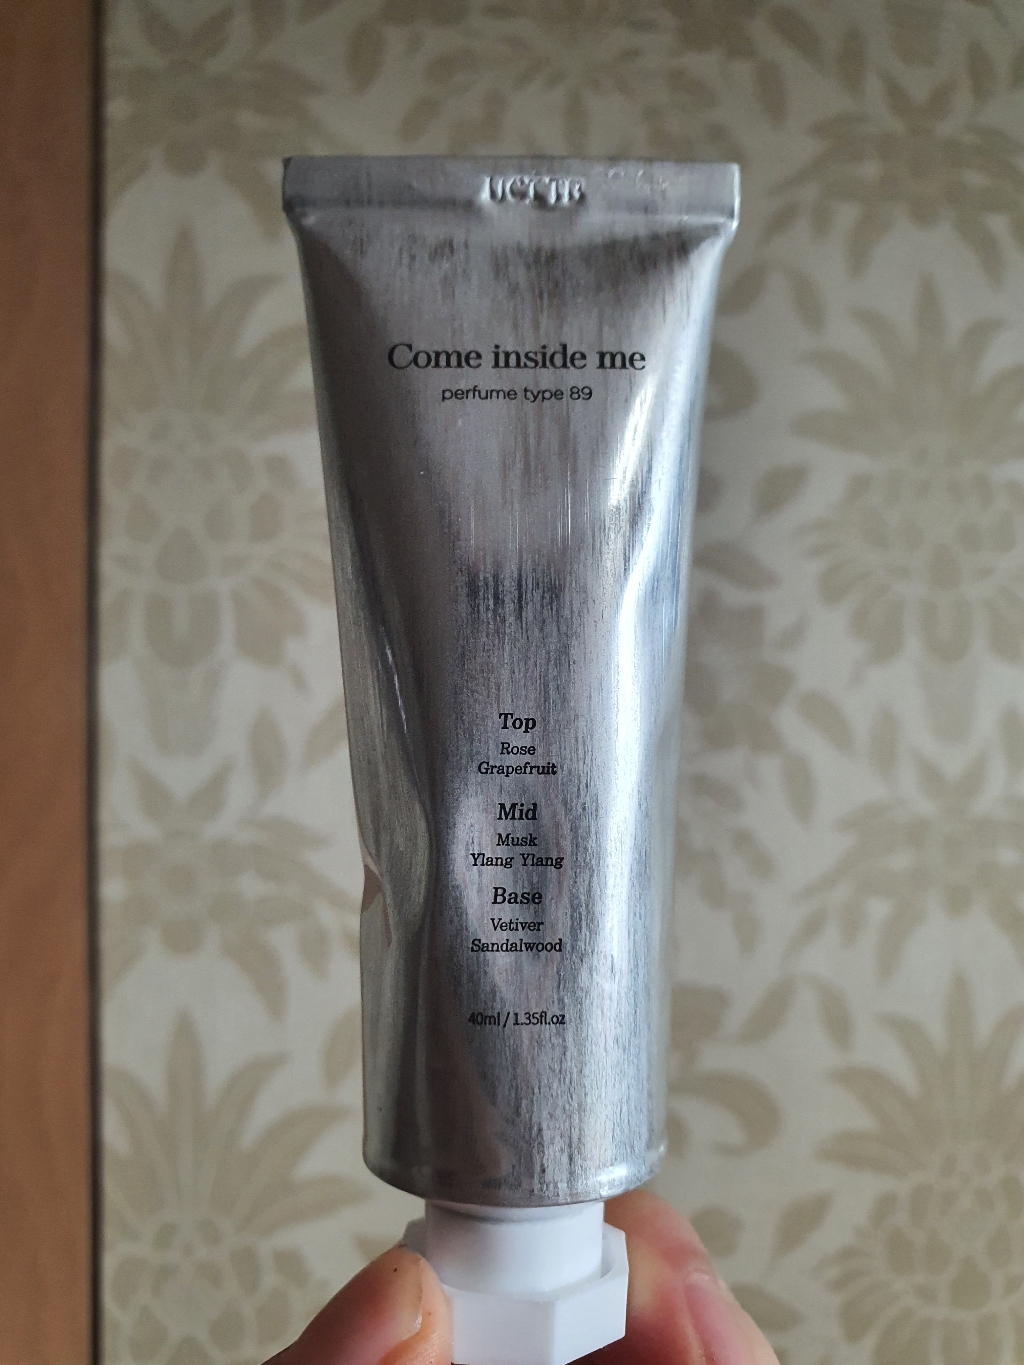 Come inside me
perfume type 89
Top
Rose
Grapefruit
Mid
Musk
Ylang Ylang
Base
Vetiver
Sandalwood
40ml / 1.35fl.oz